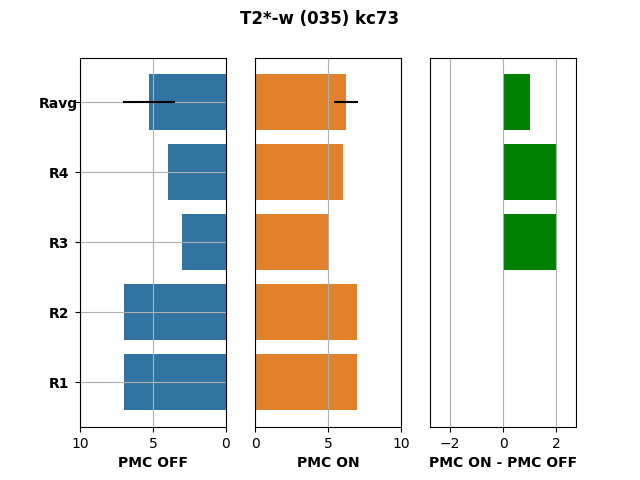 T2*-w (035) kc73
Ravg
R4
R3
R2
R1
10 5 0
0 5 10
−2 0 2
PMC OFF
PMC ON
PMC ON - PMC OFF